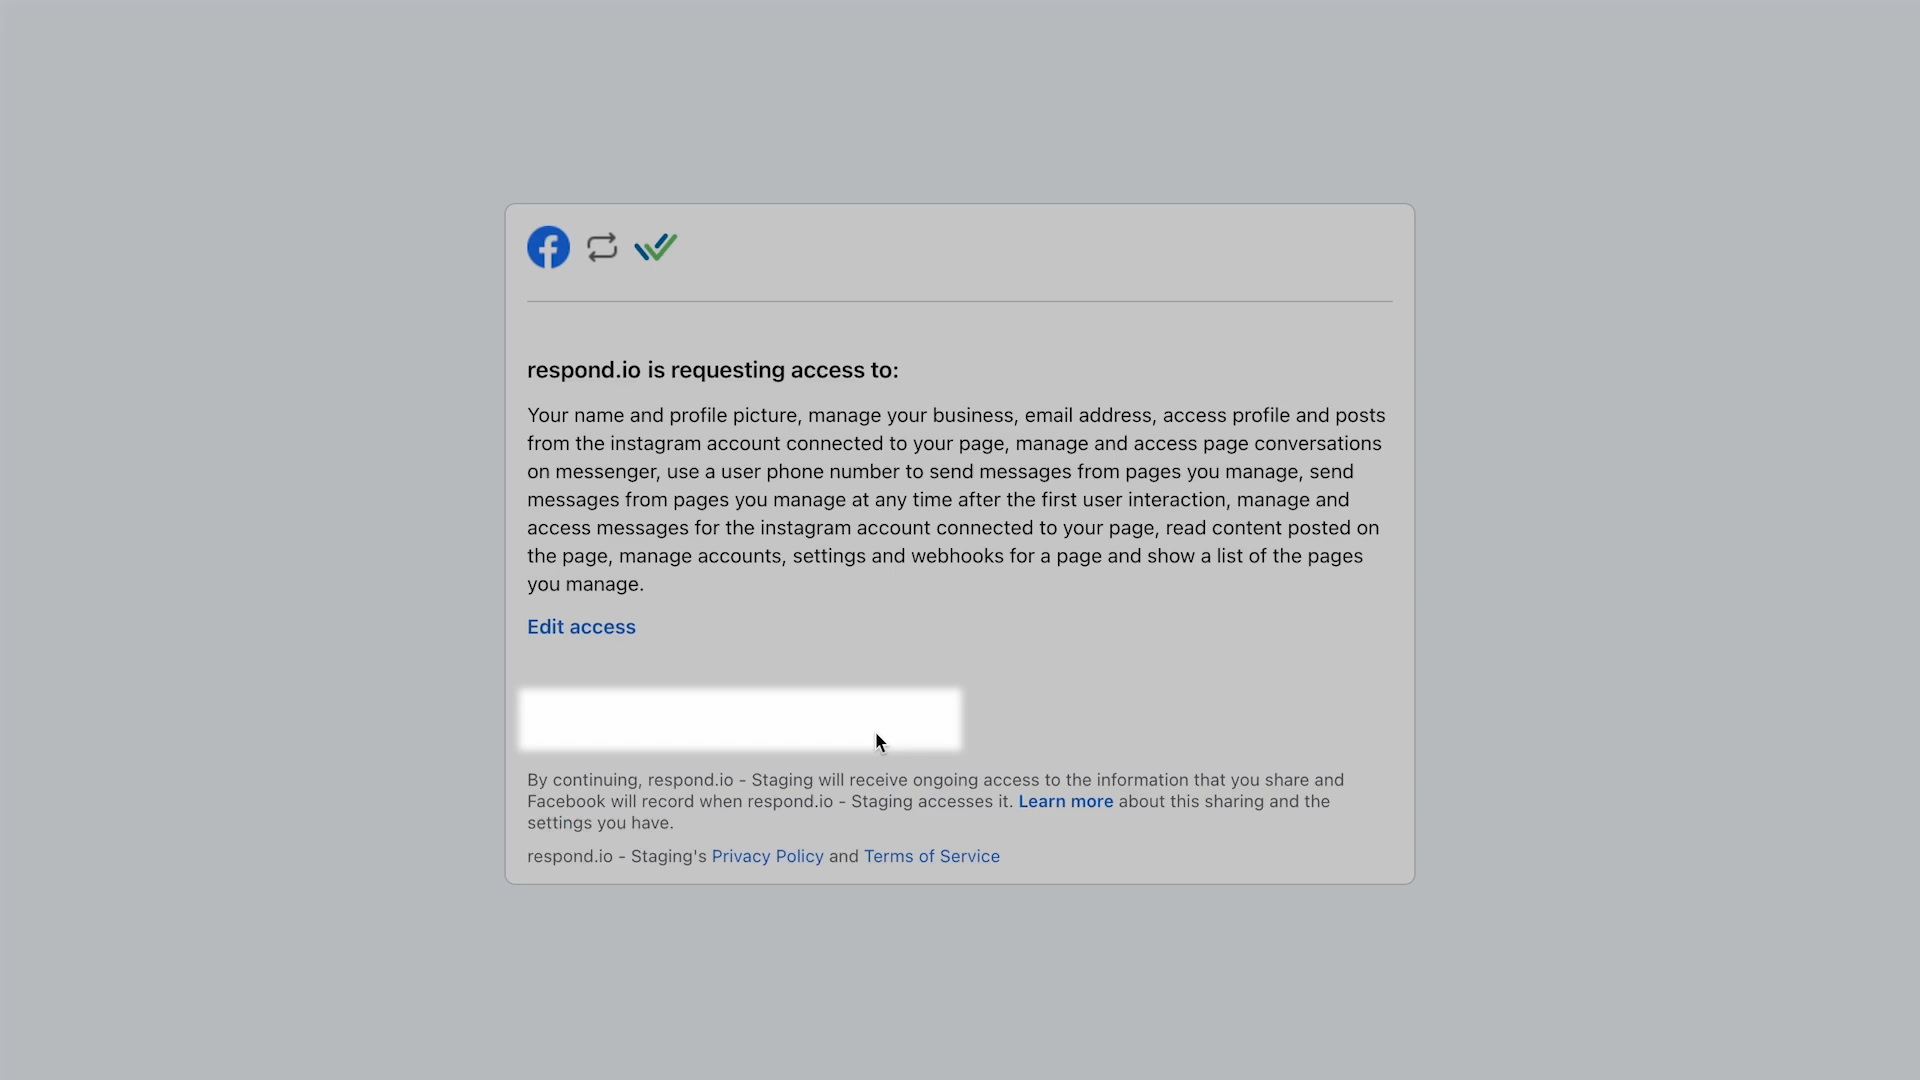 respond.io is requesting access to:
Your name and profile picture, manage your business, email address, access profile and posts
from the instagram account connected to your page, manage and access page conversations
on messenger, use a user phone number to send messages from pages you manage, send
messages from pages you manage at any time after the first user interaction, manage and
access messages for the instagram account connected to your page, read content posted on
the page, manage accounts, settings and webhooks for a page and show a list of the pages
you manage.
Edit access
By continuing, respond.io - Staging will receive ongoing access to the information that you share and
Facebook will record when respond.io - Staging accesses it. Learn more about this sharing and the
settings you have.
respond.io - Staging's Privacy Policy and Terms of Service